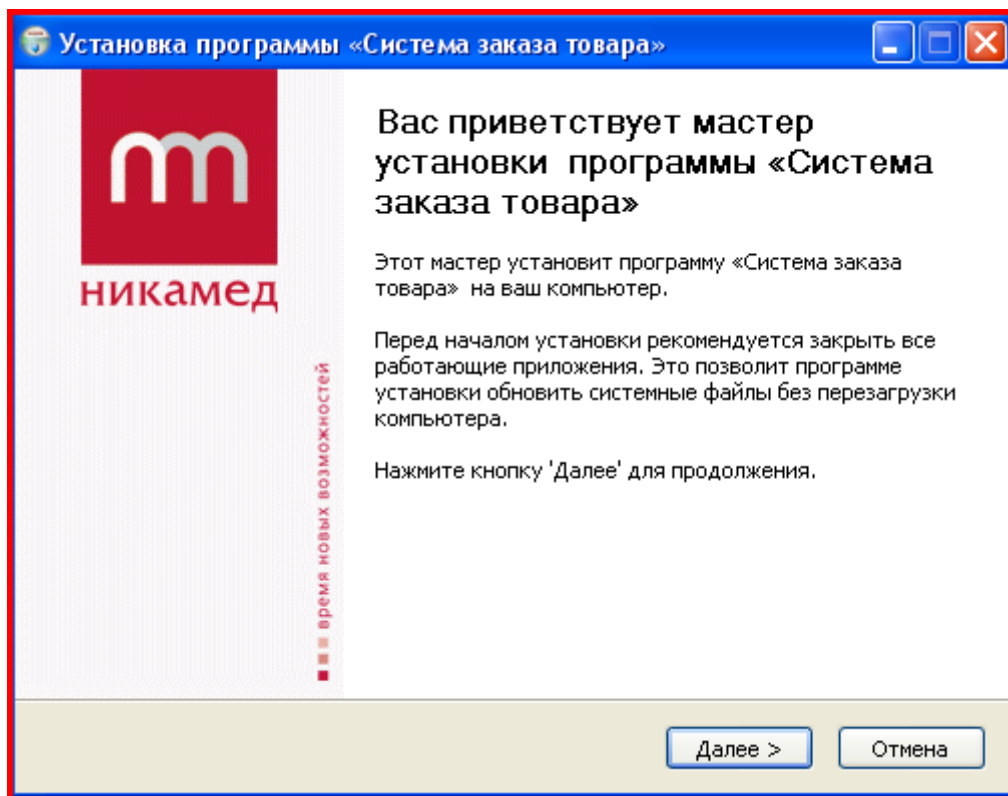 Установка программы «Система заказа товара»
никамед
время новых возможностей
Вас приветствует мастер
установки программы «Система
заказа товара»
Этот мастер установит программу «Система заказа
товара» на ваш компьютер.
Перед началом установки рекомендуется закрыть все
работающие приложения. Это позволит программе
установки обновить системные файлы без перезагрузки
компьютера.
Нажмите кнопку 'Далее' для продолжения.
Далее >
Отмена